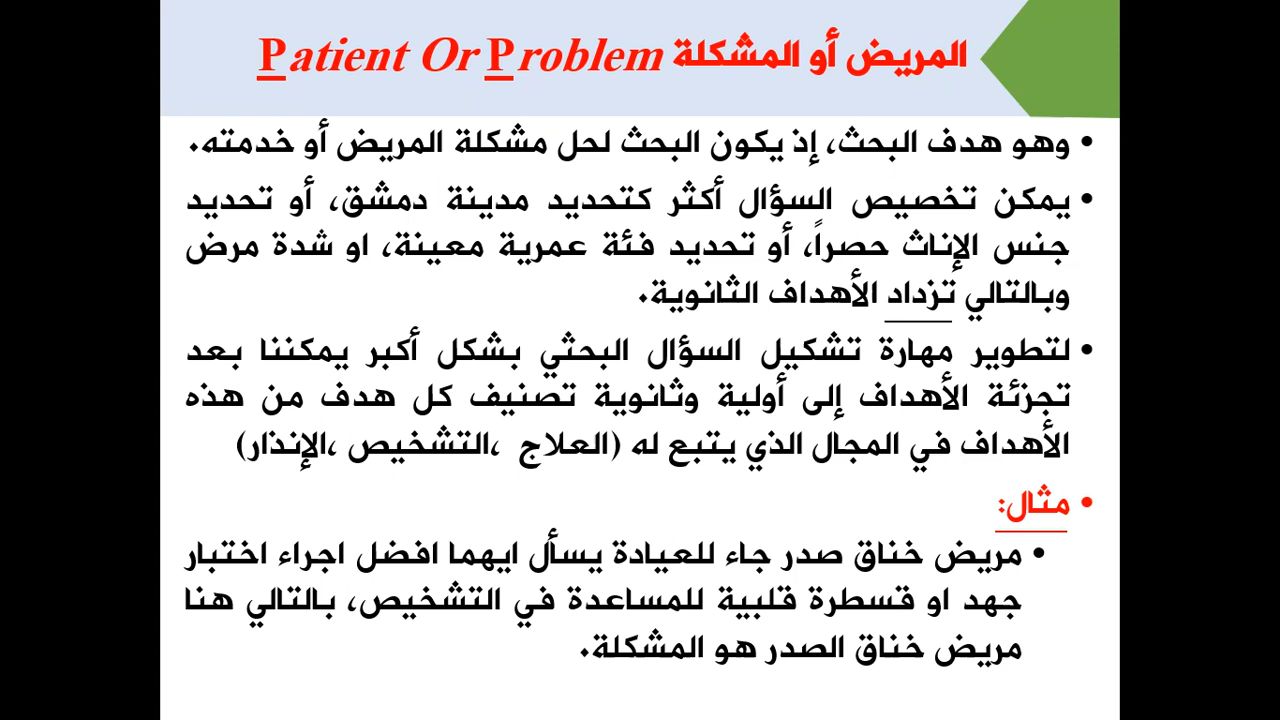 المريض أو المشكلة Patient Or Problem
• وهو هدف البحث، إذ يكون البحث لحل مشكلة المريض أو خدمته.
• يمكن تخصيص السؤال أكثر كتحديد مدينة دمشق، أو تحديد
جنس الإناث حصراً، أو تحديد فئة عمرية معينة، او شدة مرض
وبالتالي تزداد الأهداف الثانوية.
• لتطوير مهارة تشكيل السؤال البحثي بشكل أكبر يمكننا بعد
تجزئة الأهداف إلى أولية وثانوية تصنيف كل هدف من هذه
الأهداف في المجال الذي يتبع له (العلاج ،التشخيص ،الإنذار)
• مثال:
• مريض خناق صدر جاء للعيادة يسأل ايهما افضل اجراء اختبار
جهد او قسطرة قلبية للمساعدة في التشخيص، بالتالي هنا
مريض خناق الصدر هو المشكلة.